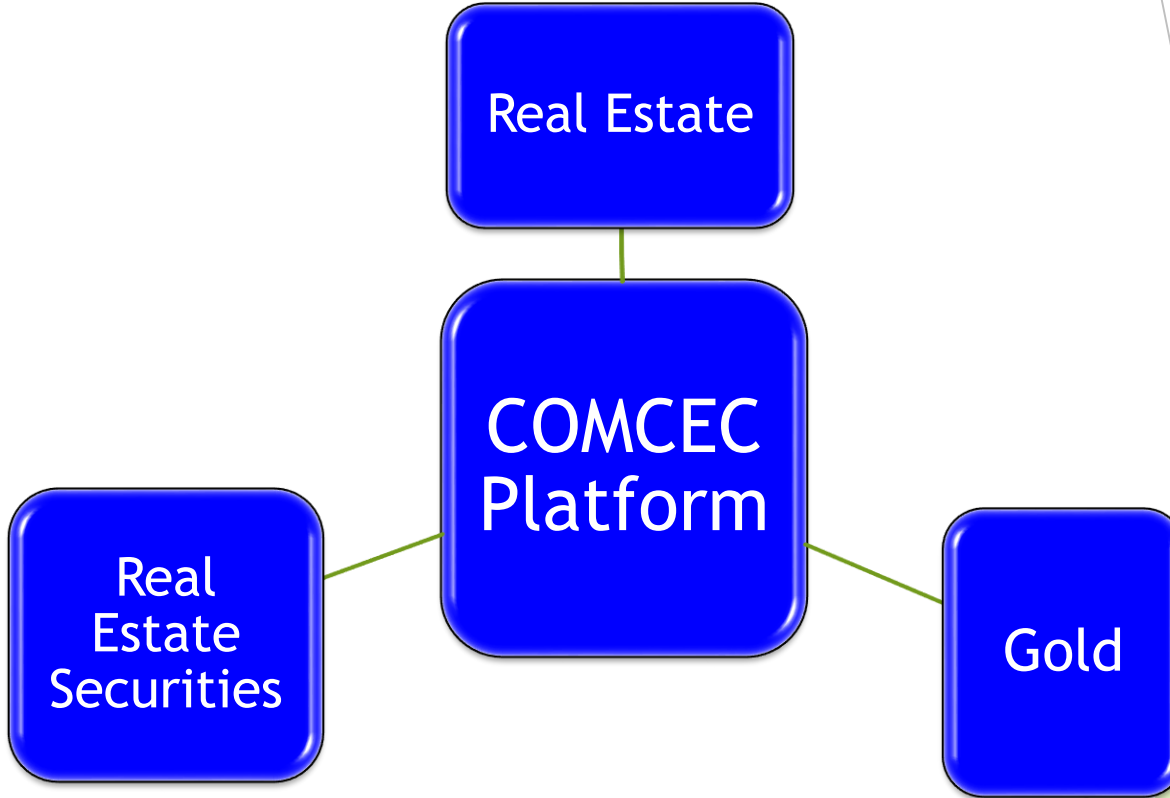 Real Estate
COMCEC
Platform
Real
Estate
Securities
Gold